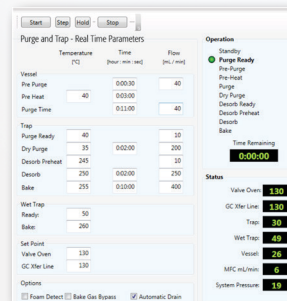 Start Step Hold Stop
Purge and Trap - Real Time Parameters
Temperature Time Flow
[°C] [hour : min : sec] [mL / min]
Vessel
Pre Purge 0:00:30 40
Pre Heat 40 0:03:00
Purge Time 0:11:00 40
Trap
Purge Ready 40 10
Dry Purge 35 0:02:00 200
Desorb Preheat 245 10
Desorb 250 0:02:00 250
Bake 255 0:10:00 400
Wet Trap
Ready: 50
Bake: 260
Set Point
Valve Oven 130
GC Xfer Line 130
Options
Foam Detect Bake Gas Bypass Automatic Drain
Operation
Standby
Purge Ready
Pre-Purge
Pre-Heat
Purge
Dry Purge
Desorb Ready
Desorb Preheat
Desorb
Bake
Time Remaining
0:00:00
Status
Valve Oven: 130
GC Xfer Line: 130
Trap: 30
Wet Trap: 49
Vessel: 26
MFC mL/min: 6
System Pressure: 19